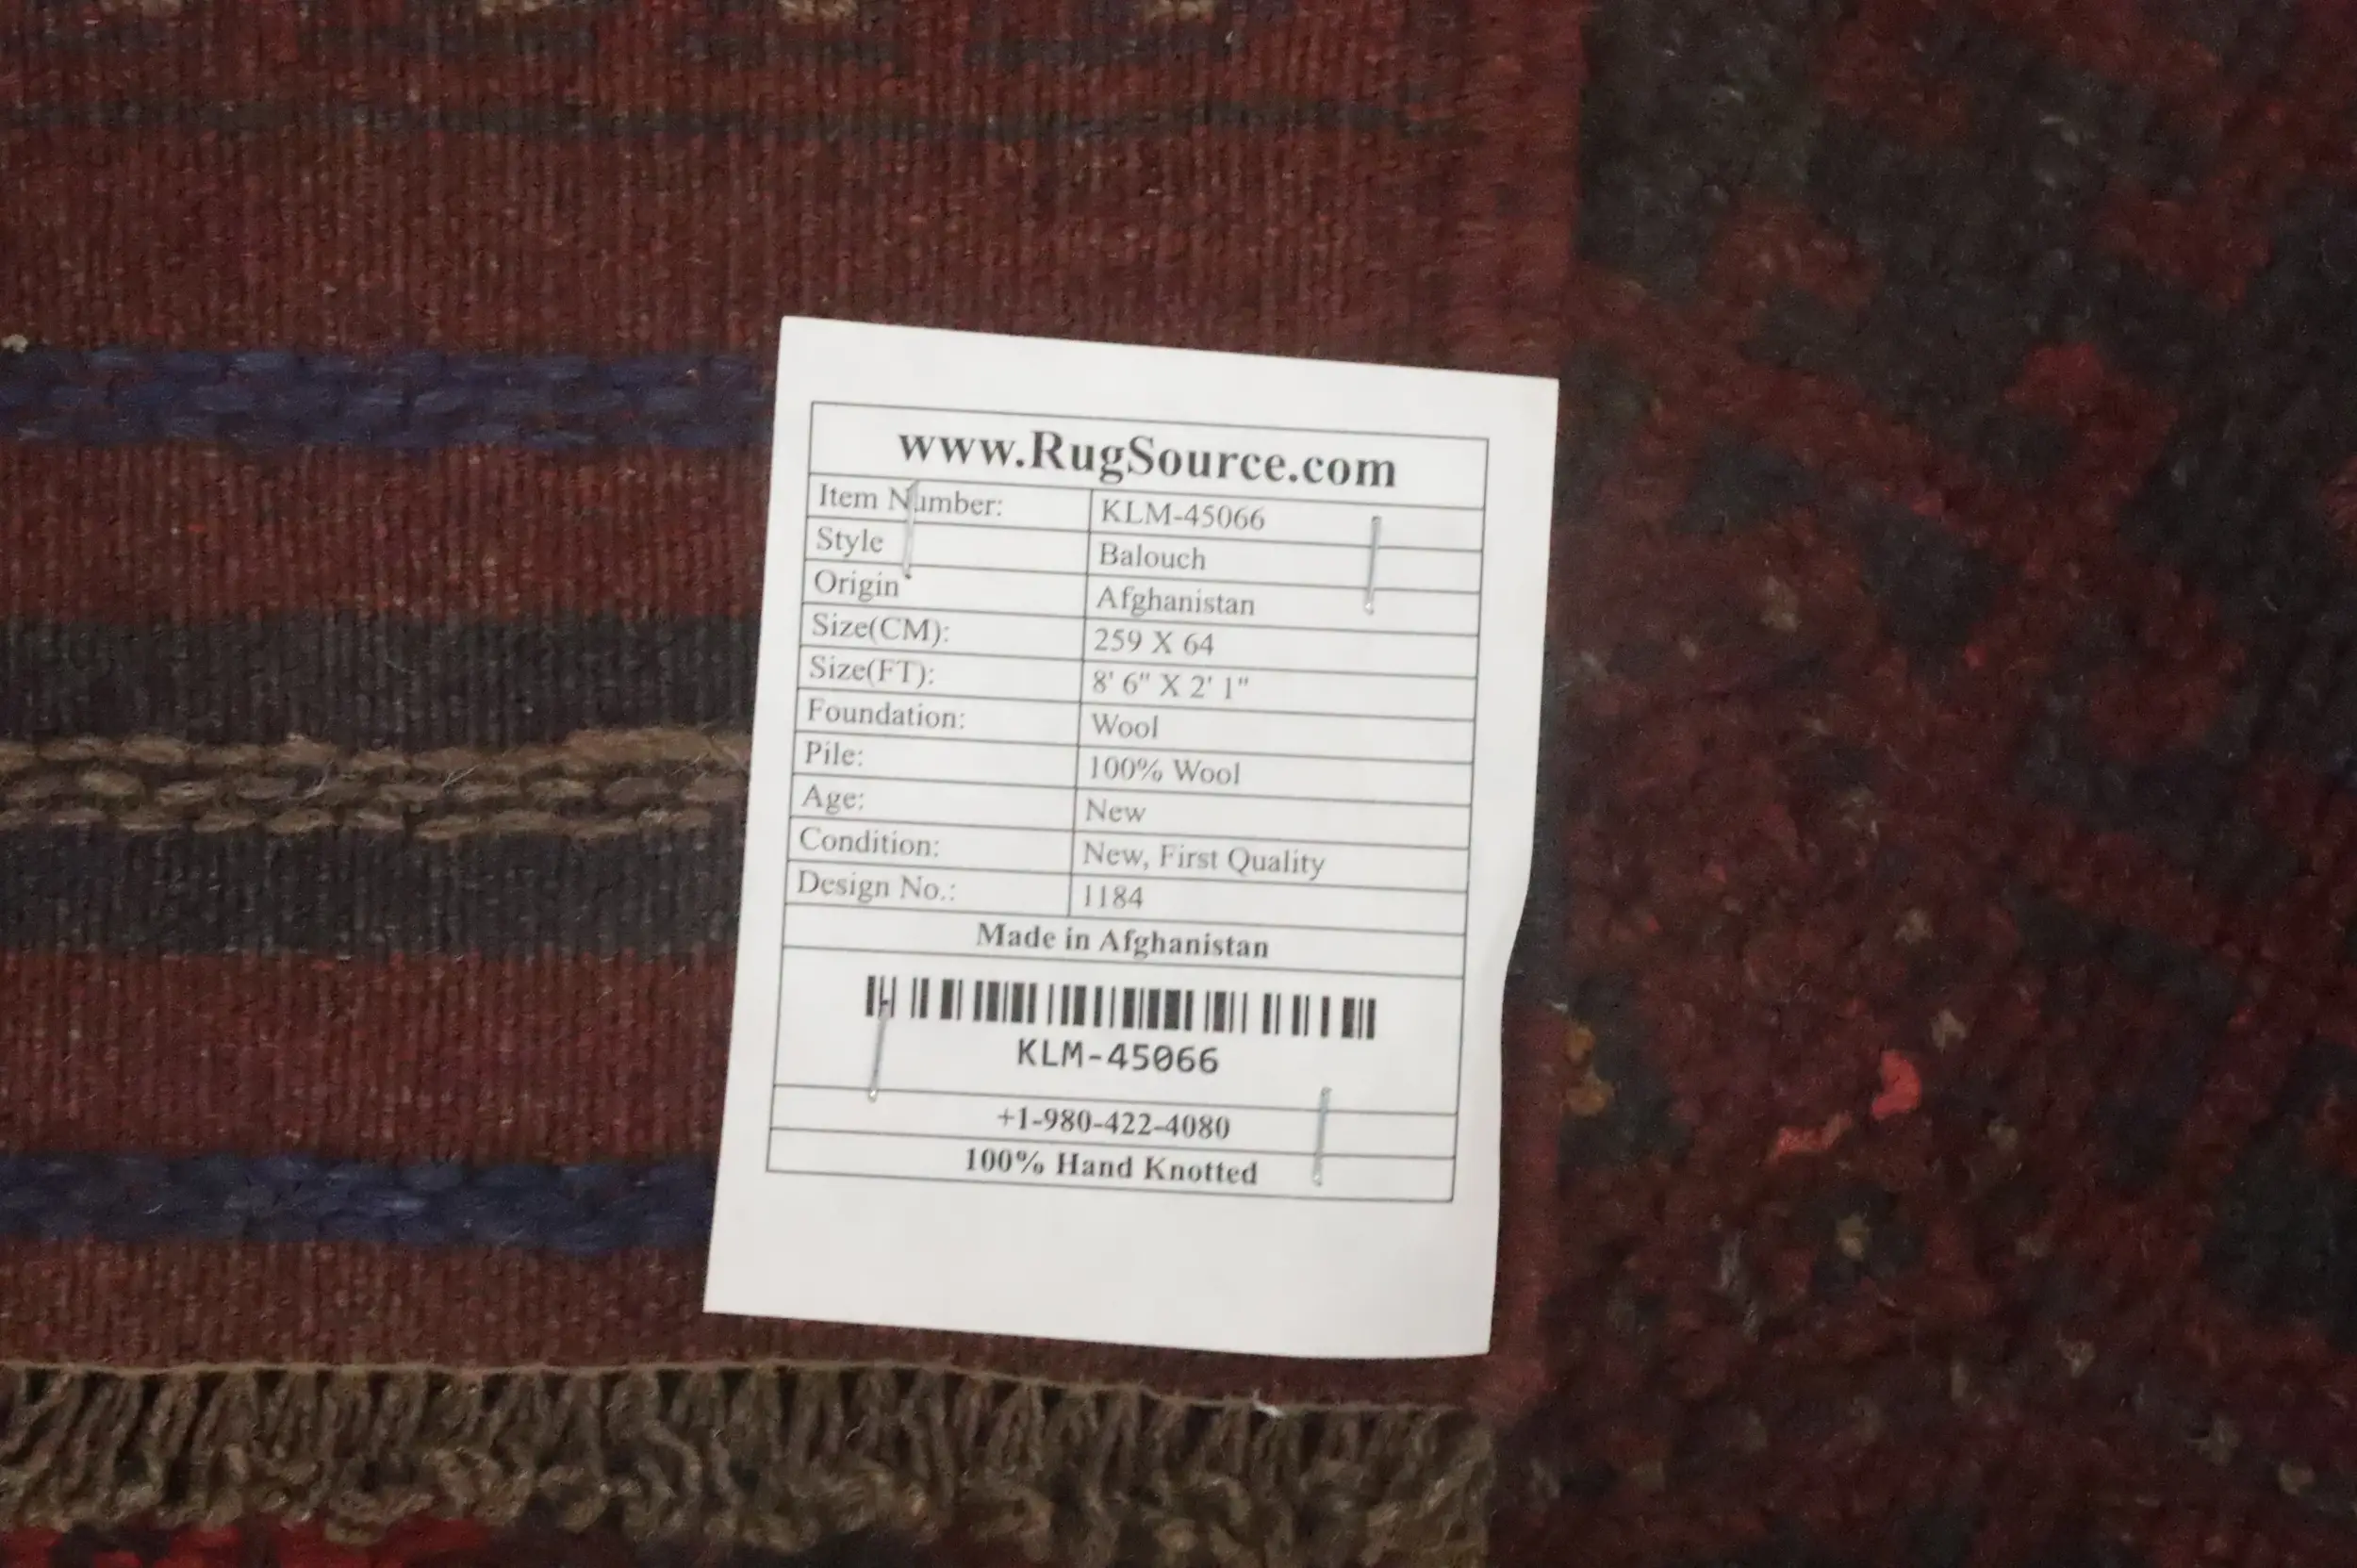 www.RugSource.com
Item Number: KLM-45066
Style Balouch
Origin Afghanistan
Size(CM): 259 X 64
Size(FT): 8' 6" X 2' 1"
Foundation: Wool
Pile: 100% Wool
Age: New
Condition: New, First Quality
Design No.: 1184
Made in Afghanistan
KLM-45066
+1-980-422-4080
100% Hand Knotted